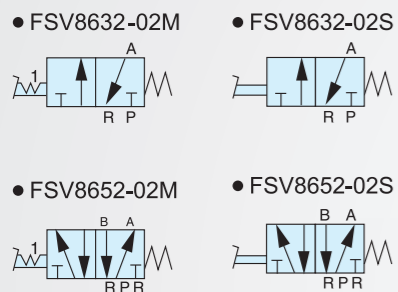 ● FSV8632-02M ● FSV8632-02S
1 A A
R P R P
● FSV8652-02M ● FSV8652-02S
1 B A B A
R P R R P R